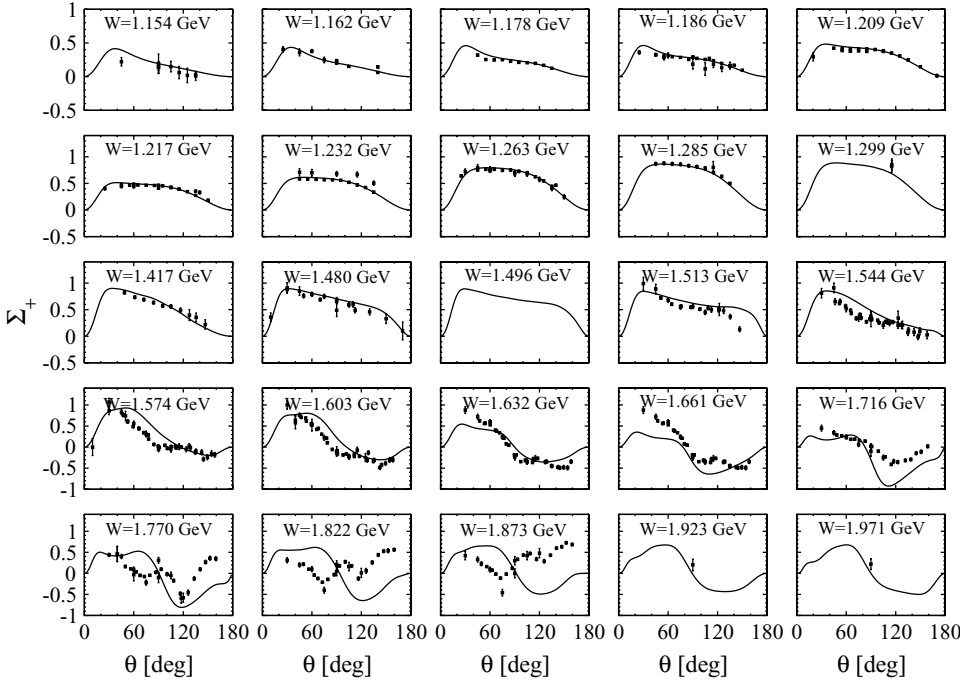 W=1.154 GeV W=1.162 GeV W=1.178 GeV W=1.186 GeV W=1.209 GeV
1
0.5
0
-0.5
W=1.217 GeV W=1.232 GeV W=1.263 GeV W=1.285 GeV W=1.299 GeV
1
0.5
0
-0.5
W=1.417 GeV W=1.480 GeV W=1.496 GeV W=1.513 GeV W=1.544 GeV
1
0.5
0
-0.5
Σ+
W=1.574 GeV W=1.603 GeV W=1.632 GeV W=1.661 GeV W=1.716 GeV
1
0.5
0
-0.5
-1
W=1.770 GeV W=1.822 GeV W=1.873 GeV W=1.923 GeV W=1.971 GeV
1
0.5
0
-0.5
-1
0 60 120 180 0 60 120 180 0 60 120 180 0 60 120 180 0 60 120 180
θ [deg] θ [deg] θ [deg] θ [deg] θ [deg]